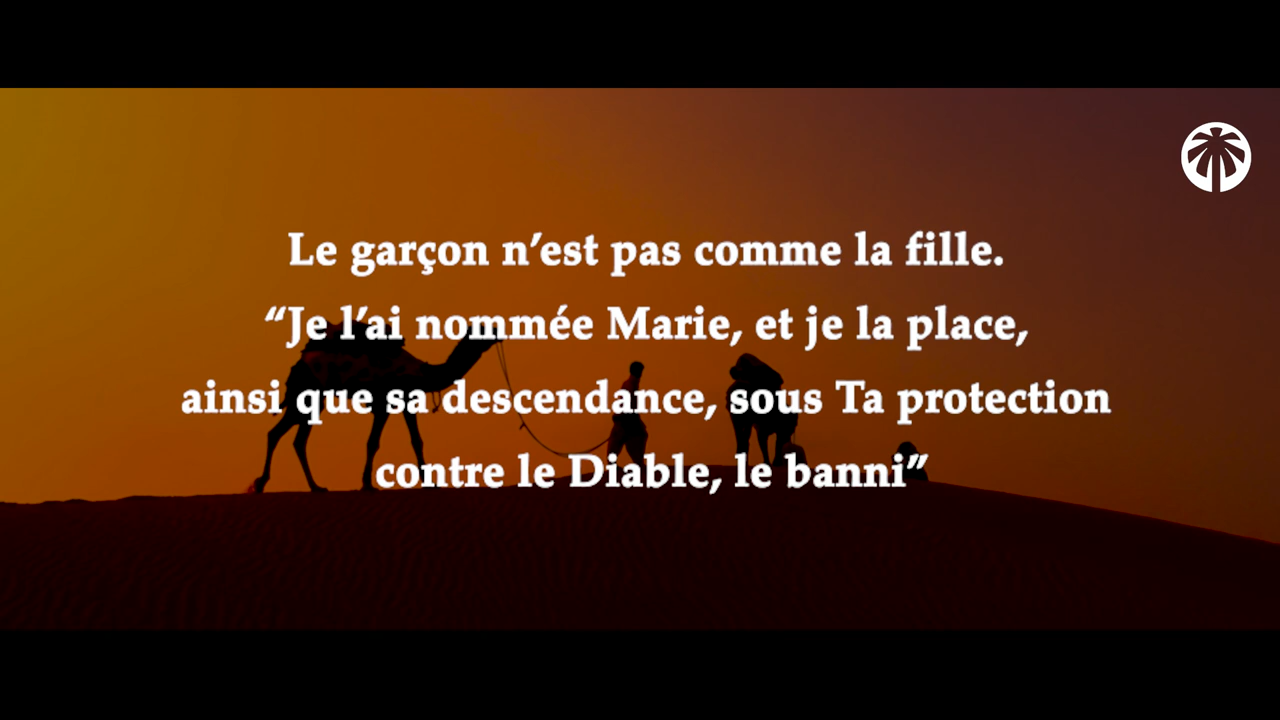 Le garçon n’est pas comme la fille.
“Je l’ai nommée Marie, et je la place,
ainsi que sa descendance, sous Ta protection
contre le Diable, le banni”